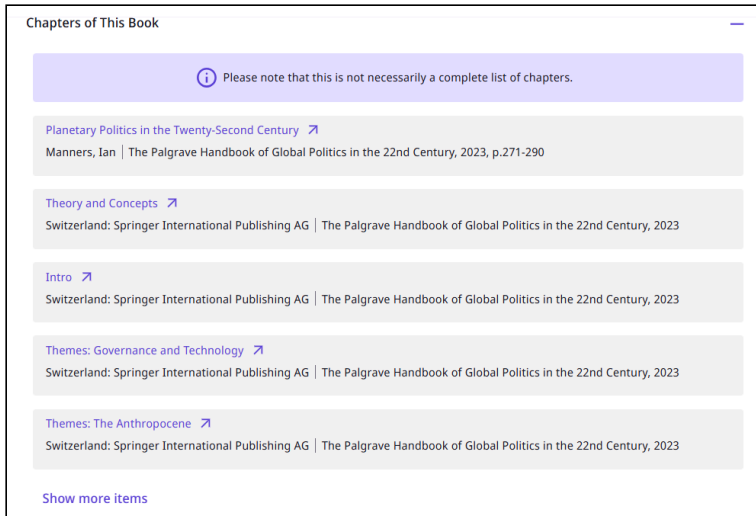 Chapters of This Book
Please note that this is not necessarily a complete list of chapters.
Planetary Politics in the Twenty-Second Century
Manners, Ian | The Palgrave Handbook of Global Politics in the 22nd Century, 2023, p.271-290
Theory and Concepts
Switzerland: Springer International Publishing AG | The Palgrave Handbook of Global Politics in the 22nd Century, 2023
Intro
Switzerland: Springer International Publishing AG | The Palgrave Handbook of Global Politics in the 22nd Century, 2023
Themes: Governance and Technology
Switzerland: Springer International Publishing AG | The Palgrave Handbook of Global Politics in the 22nd Century, 2023
Themes: The Anthropocene
Switzerland: Springer International Publishing AG | The Palgrave Handbook of Global Politics in the 22nd Century, 2023
Show more items